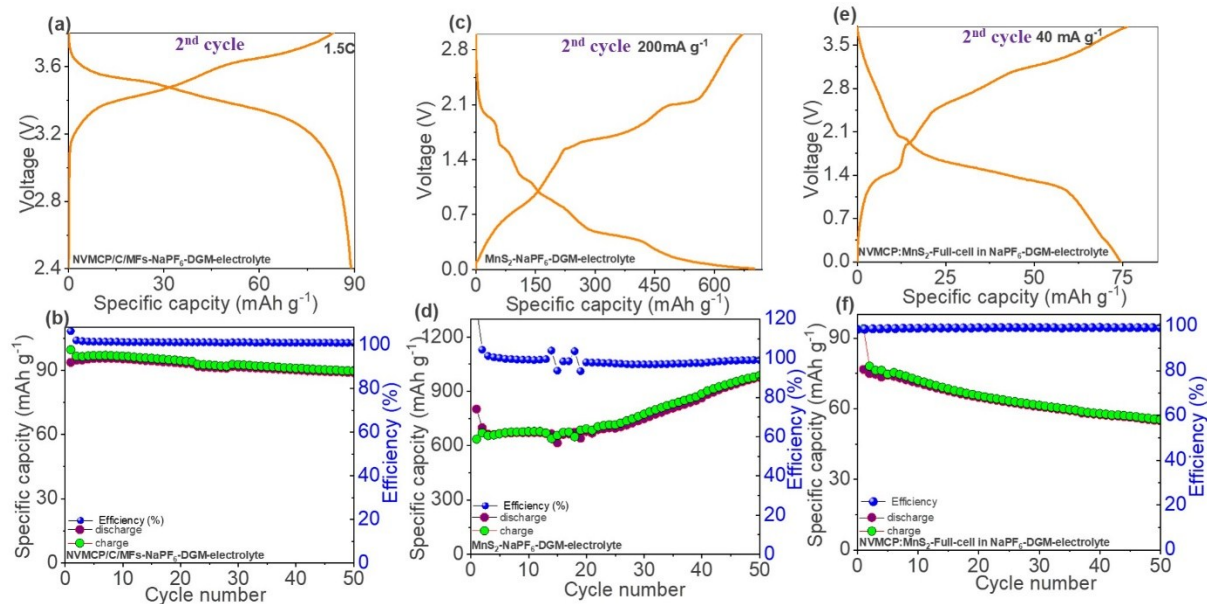 (a)
2nd cycle
1.5C
3.6
3.2
2.8
2.4
Voltage (V)
NVMCP/C/MFs-NaPF6-DGM-electrolyte
0 30 60 90
Specific capcity (mAh g-1)
(c)
2nd cycle 200mA g-1
2.8
2.1
1.4
0.7
0.0
Voltage (V)
MnS2-NaPF6-DGM-electrolyte
0 150 300 450 600
Specific capcity (mAh g-1)
(e)
2nd cycle 40 mA g-1
3.6
2.8
2.1
1.7
0.0
Voltage (V)
NVMCP:MnS2-Full-cell in NaPF6-DGM-electrolyte
0 25 50 75
Specific capcity (mAh g-1)
(b)
90
60
30
0
Specific capcity (mAh g-1)
100
80
60
40
20
0
Efficiency (%)
Efficiency (%)
discharge
charge
NVMCP/C/MFs-NaPF6-DGM-electrolyte
0 10 20 30 40 50
Cycle number
(d)
1200
1000
800
600
400
200
0
Specific capcity (mAh g-1)
120
100
80
60
40
20
0
Efficiency (%)
Efficiency (%)
discharge
charge
MnS2-NaPF6-DGM-electrolyte
0 10 20 30 40 50
Cycle number
(f)
90
75
60
30
0
Specific capcity (mAh g-1)
100
80
60
40
20
0
Efficiency (%)
Efficiency
discharge
charge
NVMCP:MnS2-Full-cell in NaPF6-DGM-electrolyte
0 10 20 30 40 50
Cycle number